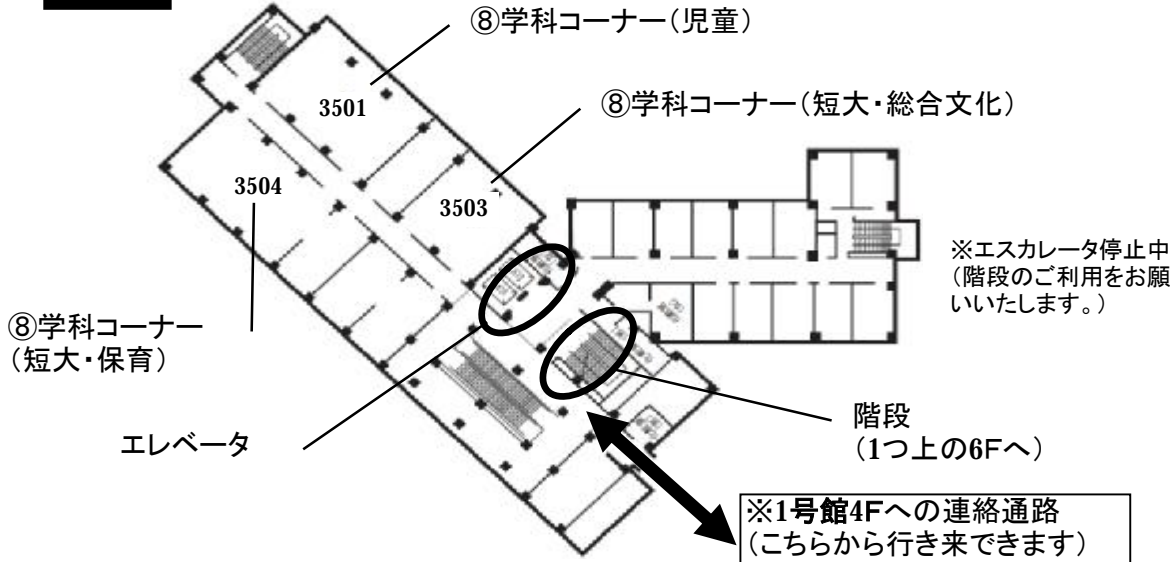 ⑧学科コーナー(児童)
3501
⑧学科コーナー(短大・総合文化)
3504
3503
※エスカレータ停止中
(階段のご利用をお願
いいたします。)
⑧学科コーナー
(短大・保育)
エレベータ
階段
(1つ上の6Fへ)
※1号館4Fへの連絡通路
(こちらから行き来できます)